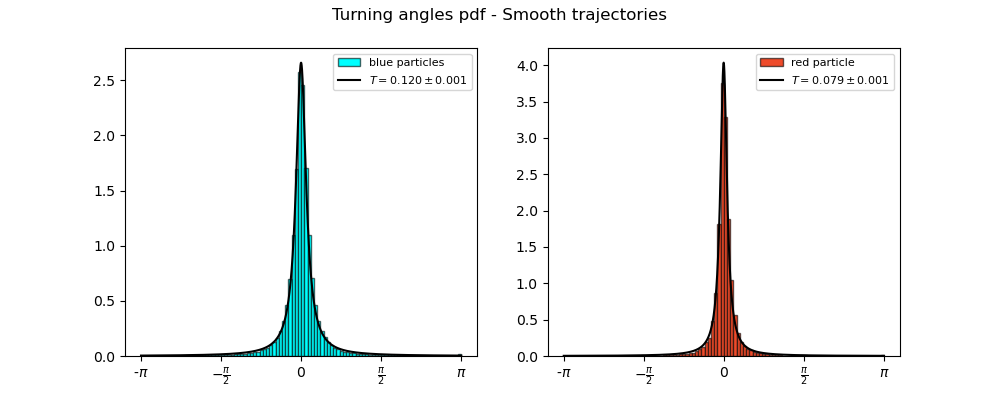 Turning angles pdf - Smooth trajectories
blue particles
T = 0.120 ± 0.001
2.5
2.0
1.5
1.0
0.5
0.0
-π
−π/2
0
π/2
π
red particle
T = 0.079 ± 0.001
4.0
3.5
3.0
2.5
2.0
1.5
1.0
0.5
0.0
-π
−π/2
0
π/2
π